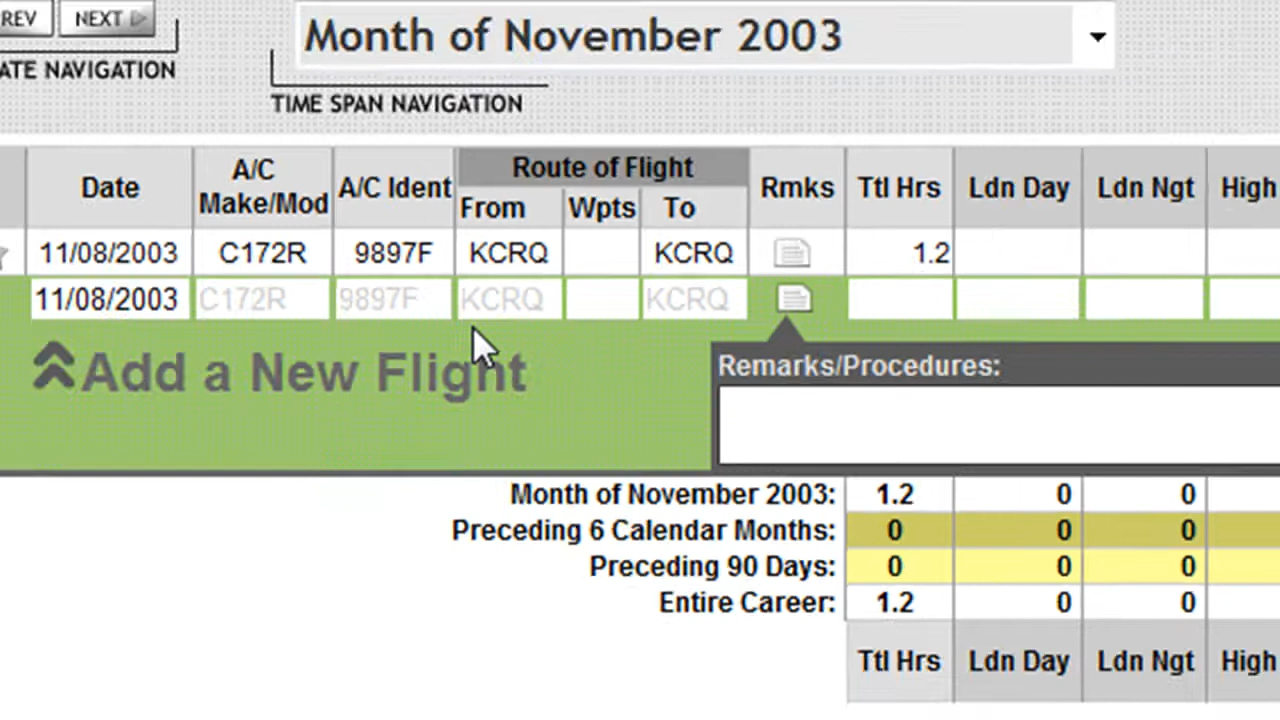 REV NEXT
ATE NAVIGATION
Month of November 2003
TIME SPAN NAVIGATION
Date A/C Make/Mod A/C Ident Route of Flight Rmks Ttl Hrs Ldn Day Ldn Ngt High
From Wpts To
11/08/2003 C172R 9897F KCRQ KCRQ 1.2
11/08/2003 C172R 9897F KCRQ KCRQ
Add a New Flight
Remarks/Procedures:
Month of November 2003: 1.2 0 0
Preceding 6 Calendar Months: 0 0 0
Preceding 90 Days: 0 0 0
Entire Career: 1.2 0 0
Ttl Hrs Ldn Day Ldn Ngt High